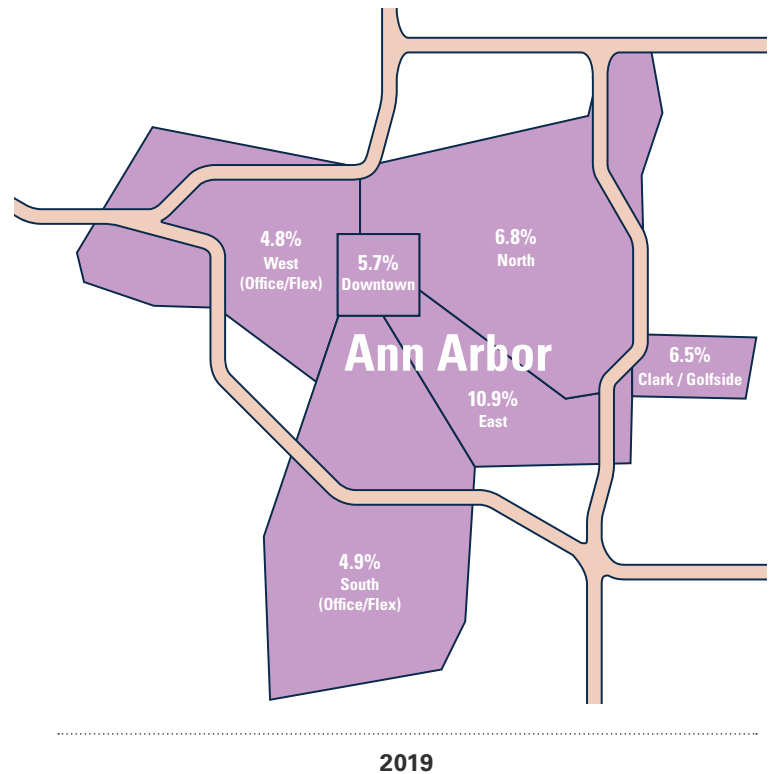 4.8%
West
(Office/Flex)
5.7%
Downtown
6.8%
North
Ann Arbor
6.5%
Clark / Golfside
10.9%
East
4.9%
South
(Office/Flex)
2019